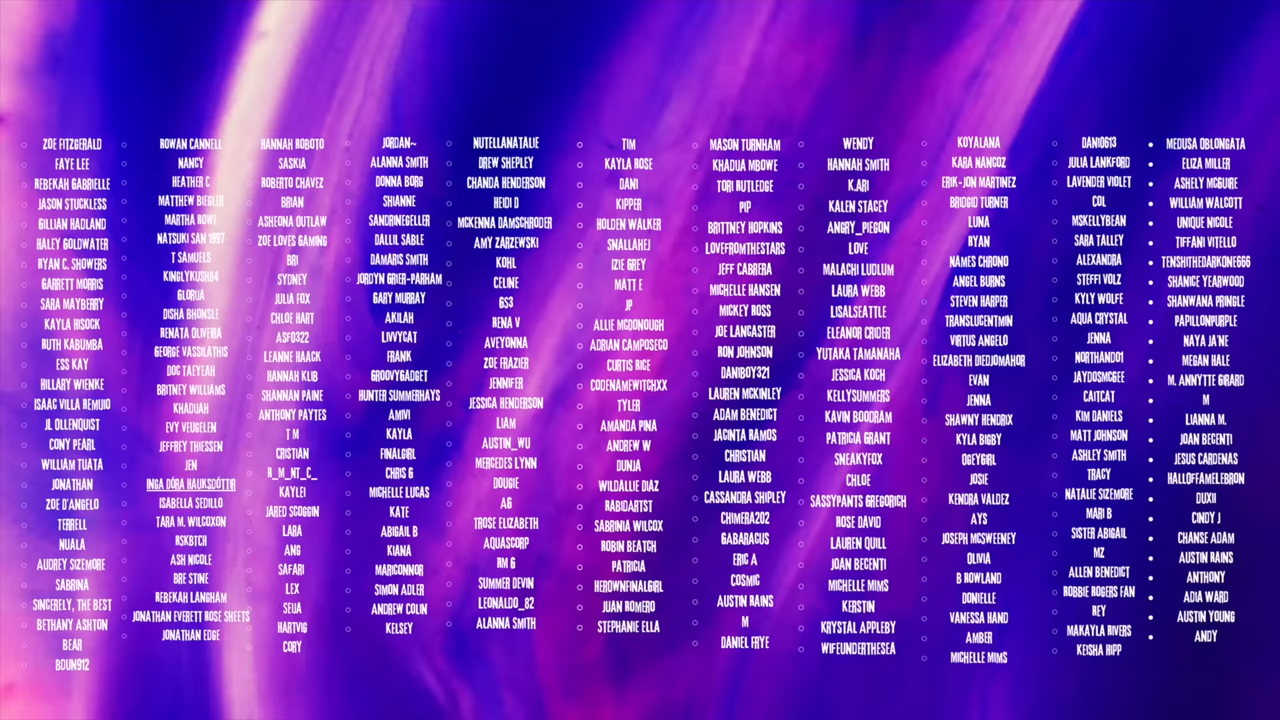 ZOE FITZGERALD
FAYE LEE
REBEKAH GABRIELLE
JASON STUCKLESS
GILLIAN HADLAND
HALEY GOLDWATER
RYAN C. SHOWERS
GARRETT MORRIS
SARA MAYBERRY
KAYLA HISOCK
RUTH KABUMBA
ESS KAY
HILLARY WIENKE
ISAAC VILLA REMUIO
JL OLLENQUIST
CONY PEARL
WILLIAM TUATA
JONATHAN
ZOE D'ANGELO
TERRELL
NUALA
AUDREY SIZEMORE
SABRINA
SINCERELY, THE BEST
BETHANY ASHTON
BEAR
BDUN912
ROWAN CANNELL
NANCY
HEATHER C
MATTHEW BIEGLER
MARTHA ROWE
NATSUKI SAN 1997
T SAMUELS
KINGLYKUSH84
GLORIJA
DISHA BHONSLE
RENATA OLIVEIRA
GEORGE VASSILATHIS
DOC TAEYEAH
BRITNEY WILLIAMS
KHADIJAH
EVY VEUGELEN
JEFFREY THIESSEN
JEN
INGA DÓRA HAUKSDÓTTIR
ISABELLA SEDILLO
TARA M. WILCOXON
RSKBTCH
ASH NICOLE
BRE STINE
REBEKAH LANGHAM
JONATHAN EVERETT ROSE SHEETS
JONATHAN EDGE
HANNAH ROBOTO
SASKIA
ROBERTO CHAVEZ
BRIAN
ASHEONA OUTLAW
ZOE LOVES GAMING
BRI
SYDNEY
JULIA FOX
CHLOE HART
ASF0322
LEANNE HAACK
HANNAH KLIB
SHANNAN PAINE
ANTHONY PAYTES
T M
CRISTIAN
R_M_NT_C_
KAYLEI
JARED SCOGGIN
LARA
ANG
SAFARI
LEX
SEIJA
HARTVIG
CORY
JORDAN~
ALANNA SMITH
DONNA BORG
SHIANNE
SANDRINEGELLER
DALLIL SABLE
DAMARIS SMITH
JORDYN GRIER-PARHAM
GARY MURRAY
AKILAH
LIVVYCAT
FRANK
GROOVYGADGET
HUNTER SUMMERHAYS
AMIVI
KAYLA
FINALGIRL
CHRIS G
MICHELLE LUCAS
KATE
ABIGAIL B
KIANA
MARICONNOR
SIMON ADLER
ANDREW COLIN
KELSEY
NUTELLANATALIE
DREW SHEPLEY
CHANDA HENDERSON
HEIDI D
MCKENNA DAMSCHRODER
AMY ZARZEWSKI
KOHL
CELINE
GS3
RENA V
AVEYONNA
ZOE FRAZIER
JENNIFER
JESSICA HENDERSON
LIAM
AUSTIN_WU
MERCEDES LYNN
DOUGIE
AG
TROSE ELIZABETH
AQUASCORP
RM G
SUMMER DEVIN
LEONALDO_82
ALANNA SMITH
TIM
KAYLA ROSE
DANI
KIPPER
HOLDEN WALKER
SNALLAHEJ
IZIE GREY
MATT E
JP
ALLIE MCDONOUGH
ADRIAN CAMPOSECO
CURTIS RICE
CODENAMEWITCHXX
TYLER
AMANDA PINA
ANDREW W
DUNJA
WILDALLIE DIAZ
RABIDARTST
SABRINIA WILCOX
ROBIN BEATCH
PATRICIA
HEROWNFINALGIRL
JUAN ROMERO
STEPHANIE ELLA
MASON TURNHAM
KHADIJA MBOWE
TORI RUTLEDGE
PIP
BRITTNEY HOPKINS
LOVEFROMTHESTARS
JEFF CABRERA
MICHELLE HANSEN
MICKEY ROSS
JOE LANCASTER
RON JOHNSON
DANIBOY321
LAUREN MCKINLEY
ADAM BENEDICT
JACINTA RAMOS
CHRISTIAN
LAURA WEBB
CASSANDRA SHIPLEY
CHIMERA202
GABARAGUS
ERIC A
COSMIC
AUSTIN RAINS
M
DANIEL FRYE
WENDY
HANNAH SMITH
K.ARI
KALEN STACEY
ANGRY_PIEGON
LOVE
MALACHI LUDLUM
LAURA WEBB
LISALSEATTLE
ELEANOR CRIDER
YUTAKA TAMANAHA
JESSICA KOCH
KELLYSUMMERS
KAVIN BOODRAM
PATRICIA GRANT
SNEAKYFOX
CHLOE
SASSYPANTS GREGORICH
ROSE DAVID
LAUREN QUILL
JOAN BECENTI
MICHELLE MIMS
KERSTIN
KRYSTAL APPLEBY
WIFEUNDERTHESEA
KOYALANA
KARA NANCOZ
ERIK-JON MARTINEZ
BRIDGID TURNER
LUNA
RYAN
NAMES CHRONO
ANGEL BURNS
STEVEN HARPER
TRANSLUCENTMIN
VIRTUS ANGELO
ELIZABETH DIEDJOMAHOR
EVAN
JENNA
SHAWNY HENDRIX
KYLA BIGBY
OGEYGIRL
JOSIE
KENDRA VALDEZ
AYS
JOSEPH MCSWEENEY
OLIVIA
B ROWLAND
DONIELLE
VANESSA HAND
AMBER
MICHELLE MIMS
DANI0613
JULIA LANKFORD
LAVENDER VIOLET
COL
MSKELLYBEAN
SARA TALLEY
ALEXANDRA
STEFFI VOLZ
KYLY WOLFE
AQUA CRYSTAL
JENNA
NORTHAND01
JAYDOSMGEE
CAITCAT
KIM DANIELS
MATT JOHNSON
ASHLEY SMITH
TRACY
NATALIE SIZEMORE
MARI B
SISTER ABIGAIL
MZ
ALLEN BENEDICT
ROBBIE ROGERS FAN
REY
MAKAYLA RIVERS
KEISHA HIPP
MEDUSA OBLONGATA
ELIZA MILLER
ASHELY MCGUIRE
WILLIAM WALCOTT
UNIQUE NICOLE
TIFFANI VITELLO
TENSHITHEDARKONE666
SHANICE YEARWOOD
SHANWANA PRINGLE
PAPILLONPURPLE
NAYA JA'NE
MEGAN HALE
M. ANNYTTE GIRARD
M
LIANNA M.
JOAN BECENTI
JESUS CARDENAS
HALLOFFAMELEBRON
DUXII
CINDY J
CHANSE ADAM
AUSTIN RAINS
ANTHONY
ADIA WARD
AUSTIN YOUNG
ANDY